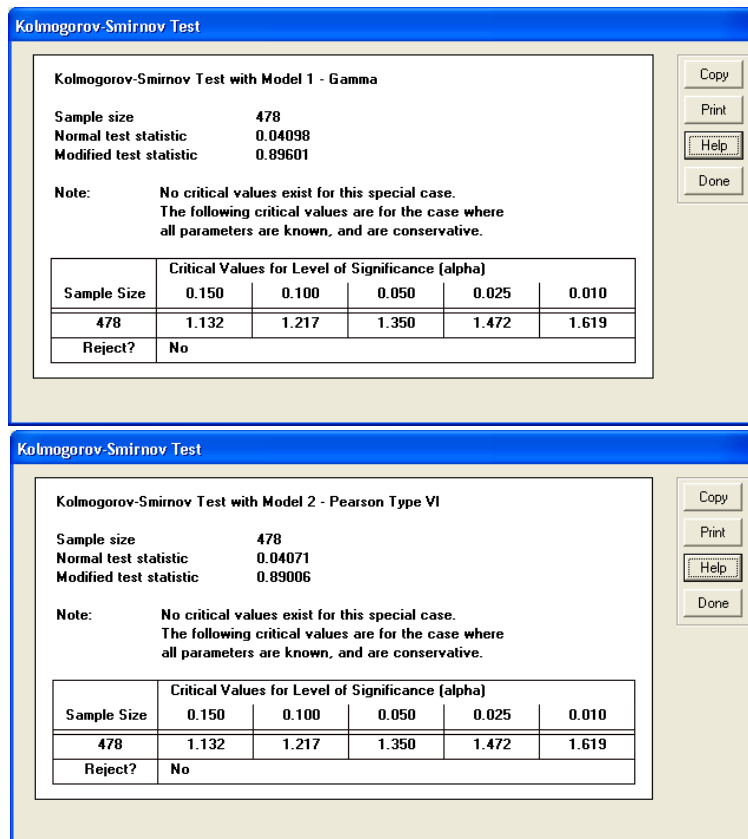 Kolmogorov-Smirnov Test
Kolmogorov-Smirnov Test with Model 1 - Gamma
Sample size 478
Normal test statistic 0.04098
Modified test statistic 0.89601
Note: No critical values exist for this special case.
The following critical values are for the case where
all parameters are known, and are conservative.
Critical Values for Level of Significance (alpha)
Sample Size 0.150 0.100 0.050 0.025 0.010
478 1.132 1.217 1.350 1.472 1.619
Reject? No
Copy
Print
Help
Done
Kolmogorov-Smirnov Test
Kolmogorov-Smirnov Test with Model 2 - Pearson Type VI
Sample size 478
Normal test statistic 0.04071
Modified test statistic 0.89006
Note: No critical values exist for this special case.
The following critical values are for the case where
all parameters are known, and are conservative.
Critical Values for Level of Significance (alpha)
Sample Size 0.150 0.100 0.050 0.025 0.010
478 1.132 1.217 1.350 1.472 1.619
Reject? No
Copy
Print
Help
Done